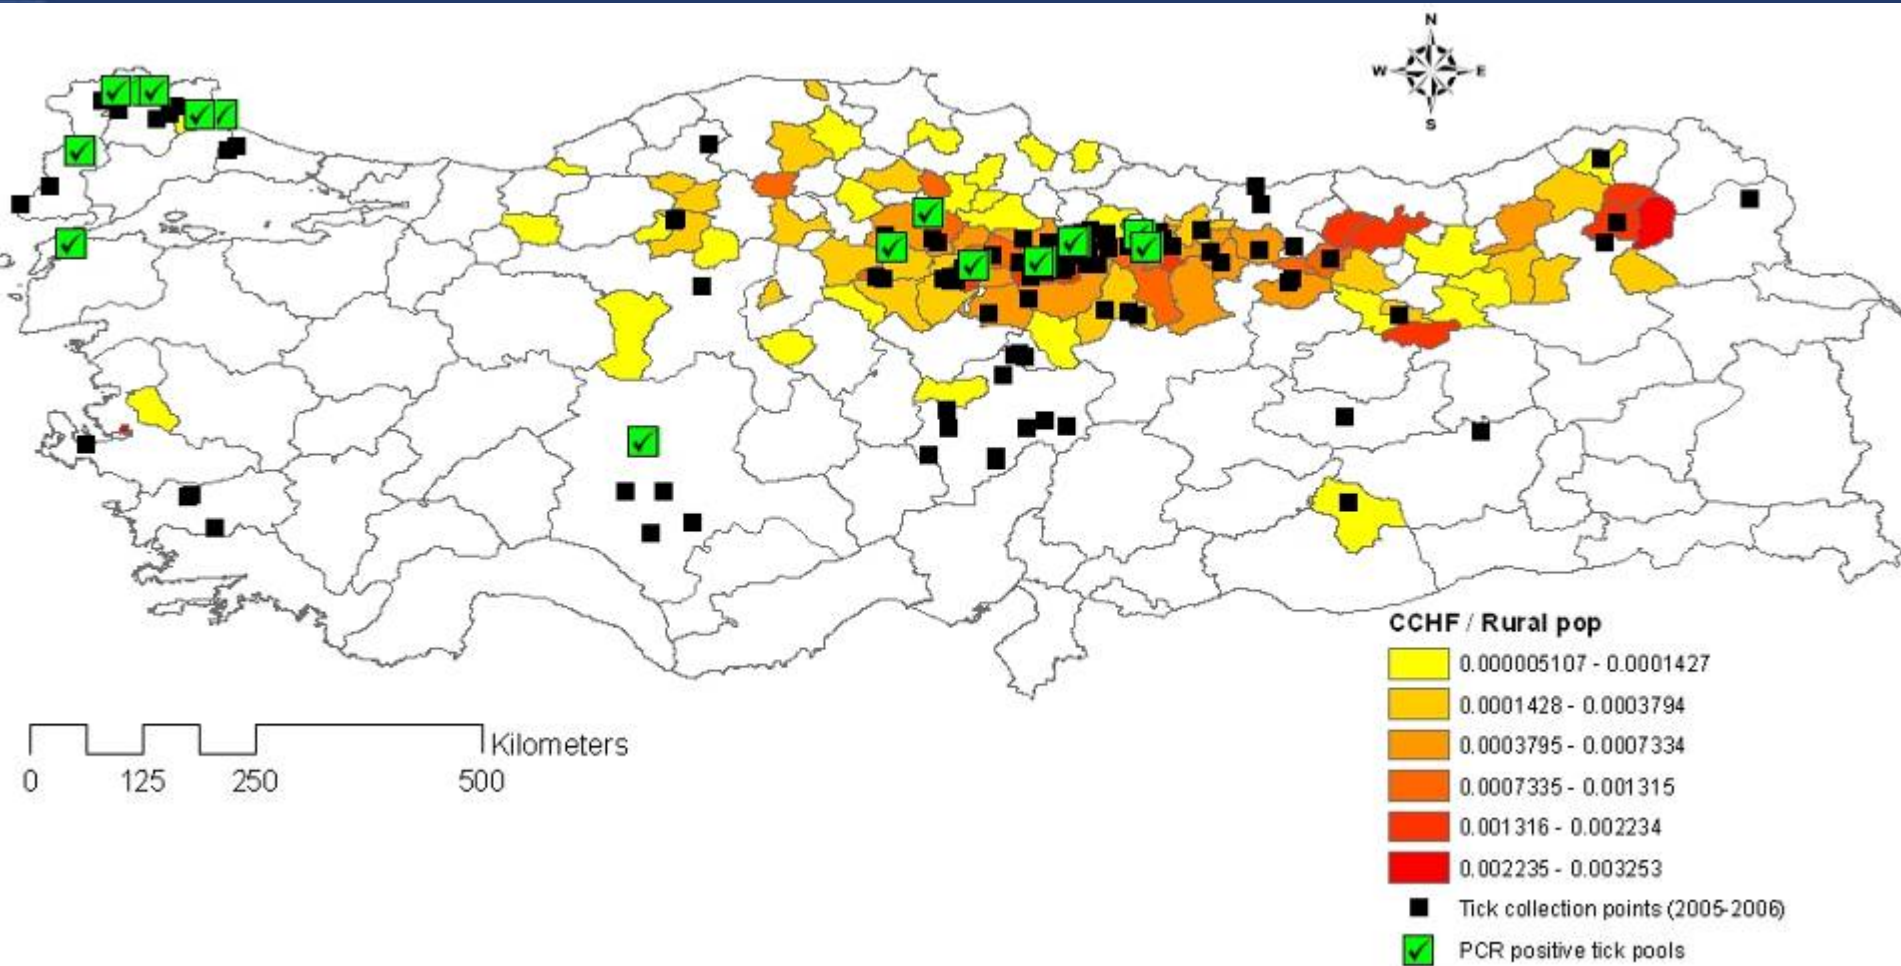 N
W E
S
CCHF / Rural pop
0.000005107 - 0.0001427
0.0001428 - 0.0003794
0.0003795 - 0.0007334
0.0007335 - 0.001315
0.001316 - 0.002234
0.002235 - 0.003253
Tick collection points (2005-2006)
PCR positive tick pools
Kilometers
0 125 250 500